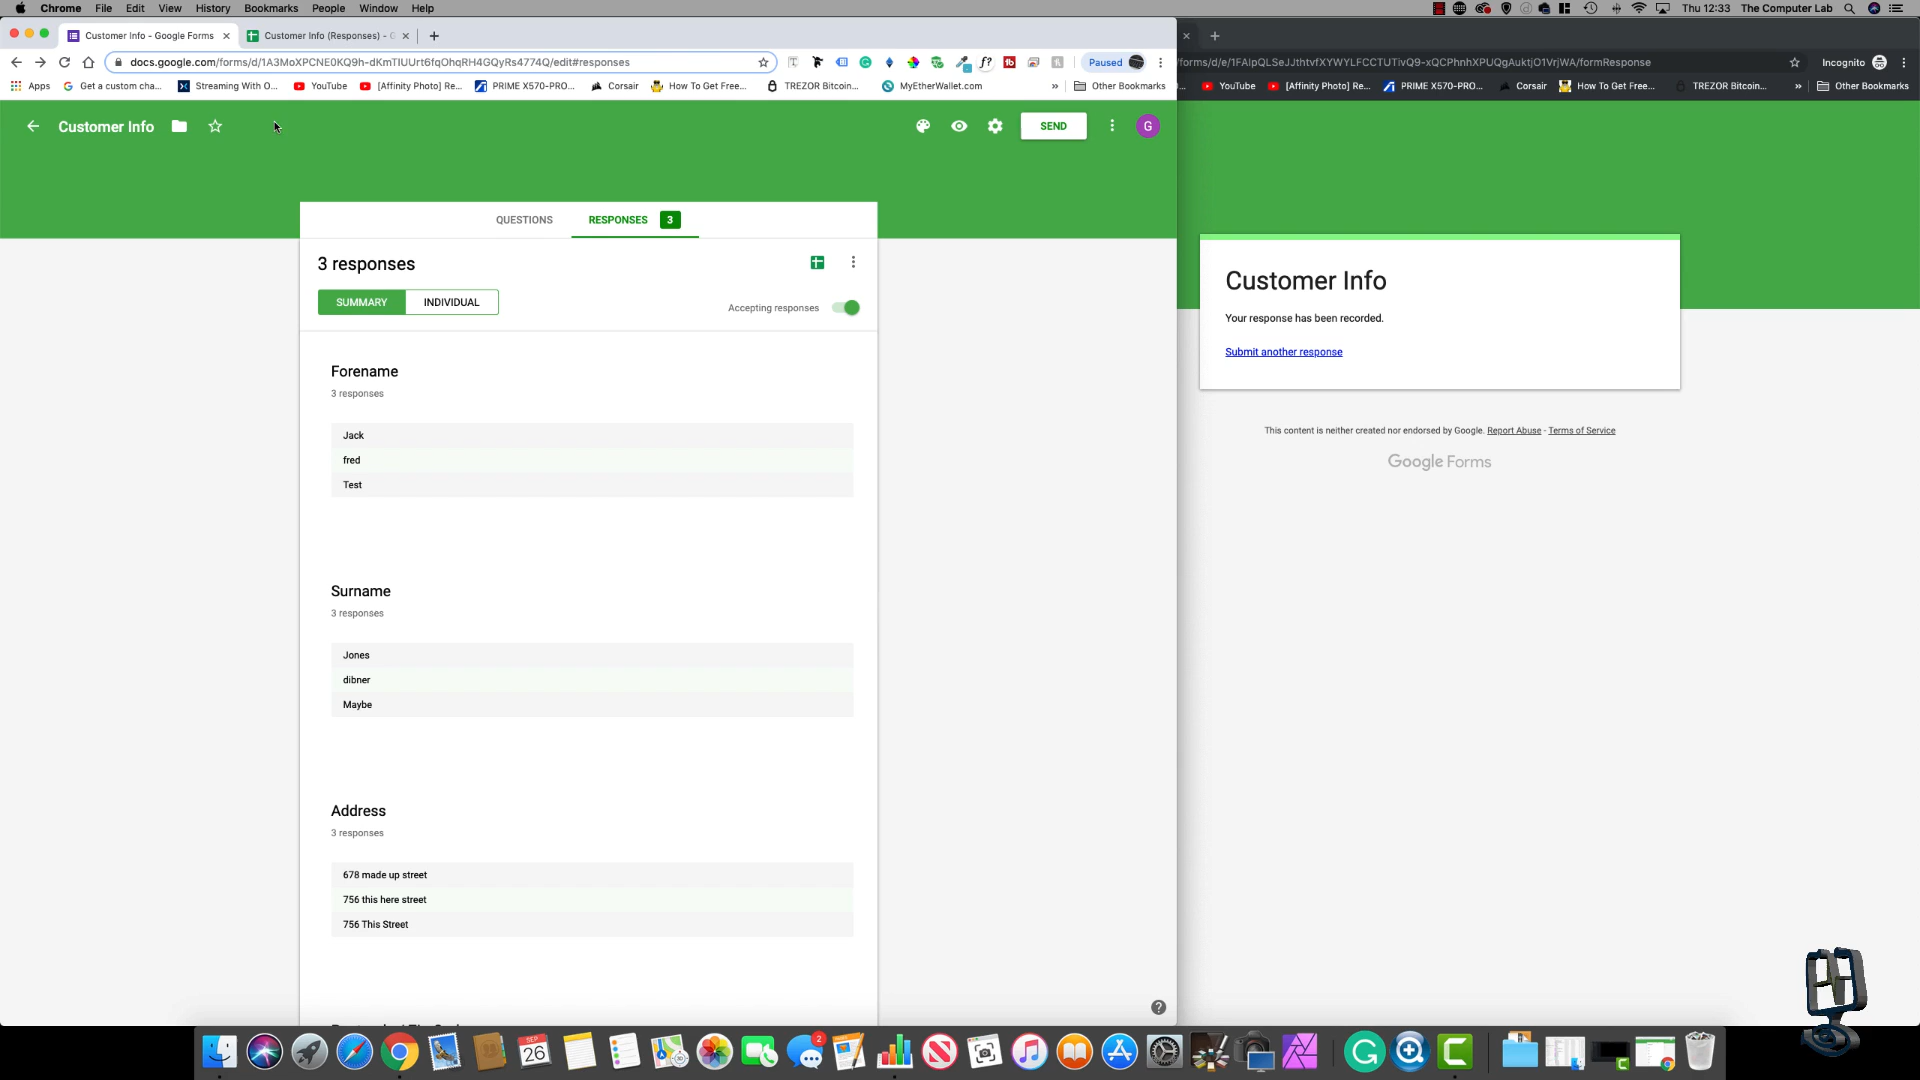 Chrome File Edit View History Bookmarks People Window Help
Thu 12:33 The Computer Lab
Customer Info - Google Forms
Customer Info (Responses) - G
docs.google.com/forms/d/1A3MoXPCNE0KQ9h-dKmTIUUrt6fqOhqRH4GQyRs4774Q/edit#responses
Paused
forms/d/e/1FAIpQLSeJJthtvfXYWYLFCCTUTivQ9-xQCPhnhXPUQgAuktjO1VrjWA/formResponse
Incognito
Apps Get a custom cha... Streaming With O... YouTube [Affinity Photo] Re... PRIME X570-PRO... Corsair How To Get Free... TREZOR Bitcoin... MyEtherWallet.com » Other Bookmarks
YouTube [Affinity Photo] Re... PRIME X570-PRO... Corsair How To Get Free... TREZOR Bitcoin... » Other Bookmarks
Customer Info
SEND
G
QUESTIONS RESPONSES 3
3 responses
SUMMARY INDIVIDUAL
Accepting responses
Forename
3 responses
Jack
fred
Test
Surname
3 responses
Jones
dibner
Maybe
Address
3 responses
678 made up street
756 this here street
756 This Street
Customer Info
Your response has been recorded.
Submit another response
This content is neither created nor endorsed by Google. Report Abuse - Terms of Service
Google Forms
SEP
26
2